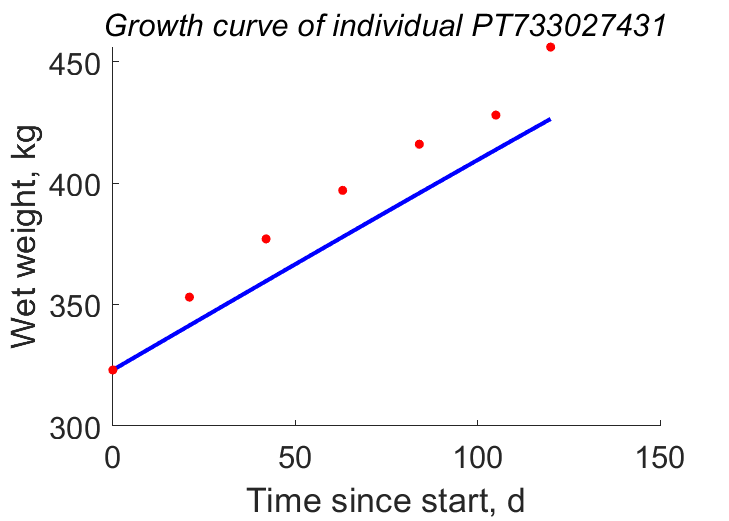 Growth curve of individual PT733027431
450
400
350
300
Wet weight, kg
0 50 100 150
Time since start, d